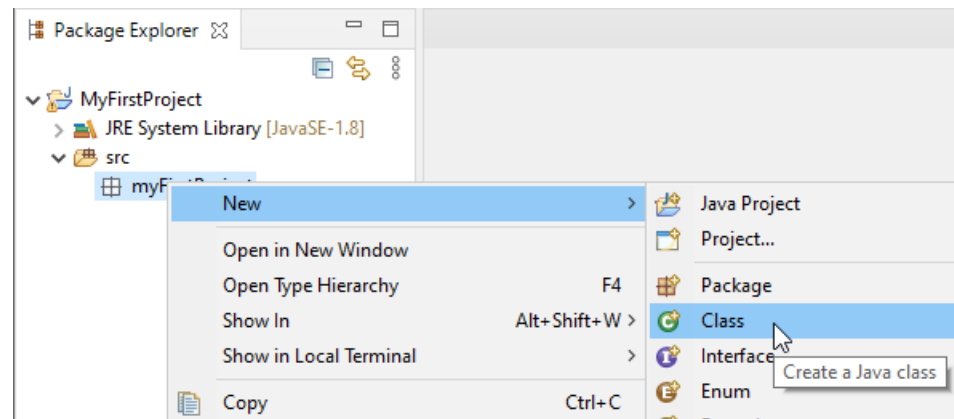 Package Explorer
MyFirstProject
JRE System Library [JavaSE-1.8]
src
New
Open in New Window
Open Type Hierarchy F4
Show In Alt+Shift+W
Show in Local Terminal
Copy Ctrl+C
Java Project
Project...
Package
Class
Interface
Create a Java class
Enum